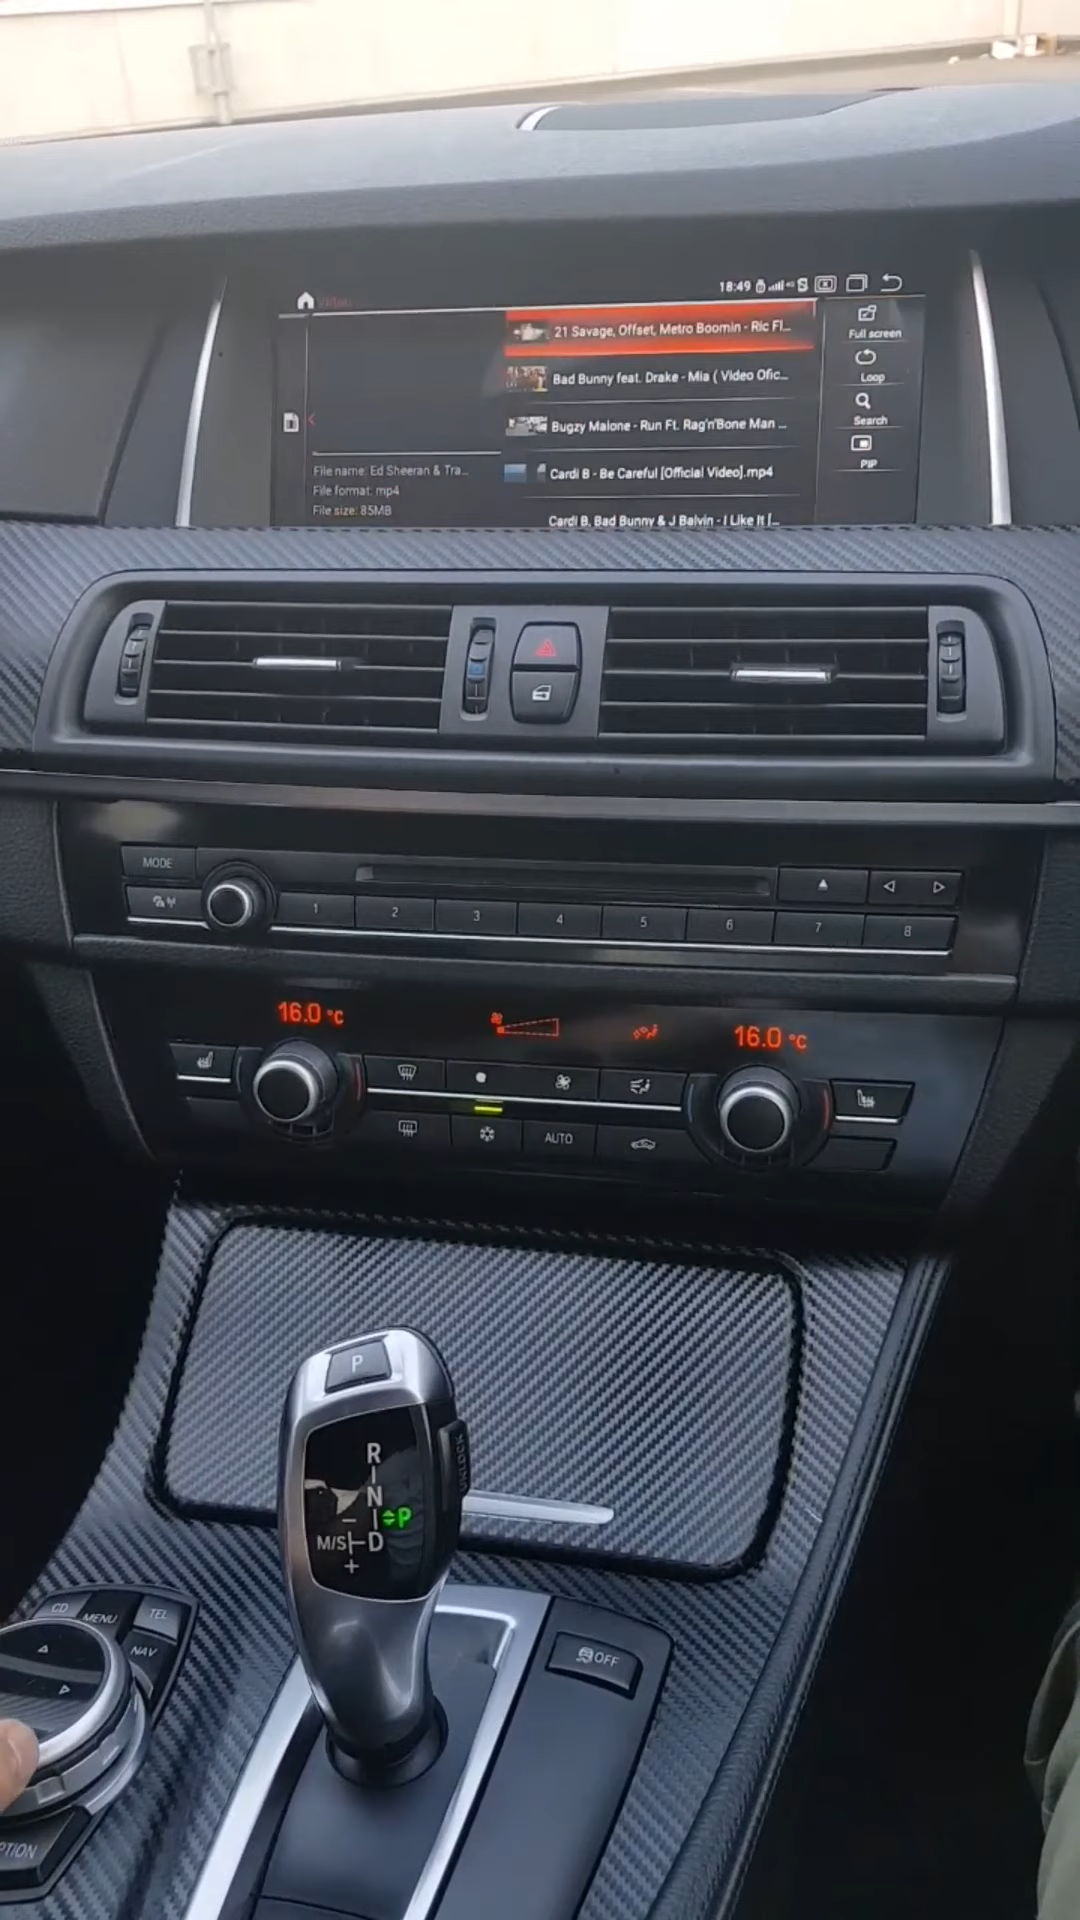 18:49
Video
21 Savage, Offset, Metro Boomin - Ric Fl...
Bad Bunny feat. Drake - Mia ( Video Ofic...
Bugzy Malone - Run Ft. Rag'n'Bone Man ...
Cardi B - Be Careful [Official Video].mp4
Cardi B, Bad Bunny & J Balvin - I Like It [...
File name: Ed Sheeran & Tra...
File format: mp4
File size: 85MB
Full screen
Loop
Search
PIP
MODE
1 2 3 4 5 6 7 8
16.0 °C
16.0 °C
AUTO
P
UNLOCK
R
N
P
M/S D
CD
MENU
TEL
NAV
OFF
PTION